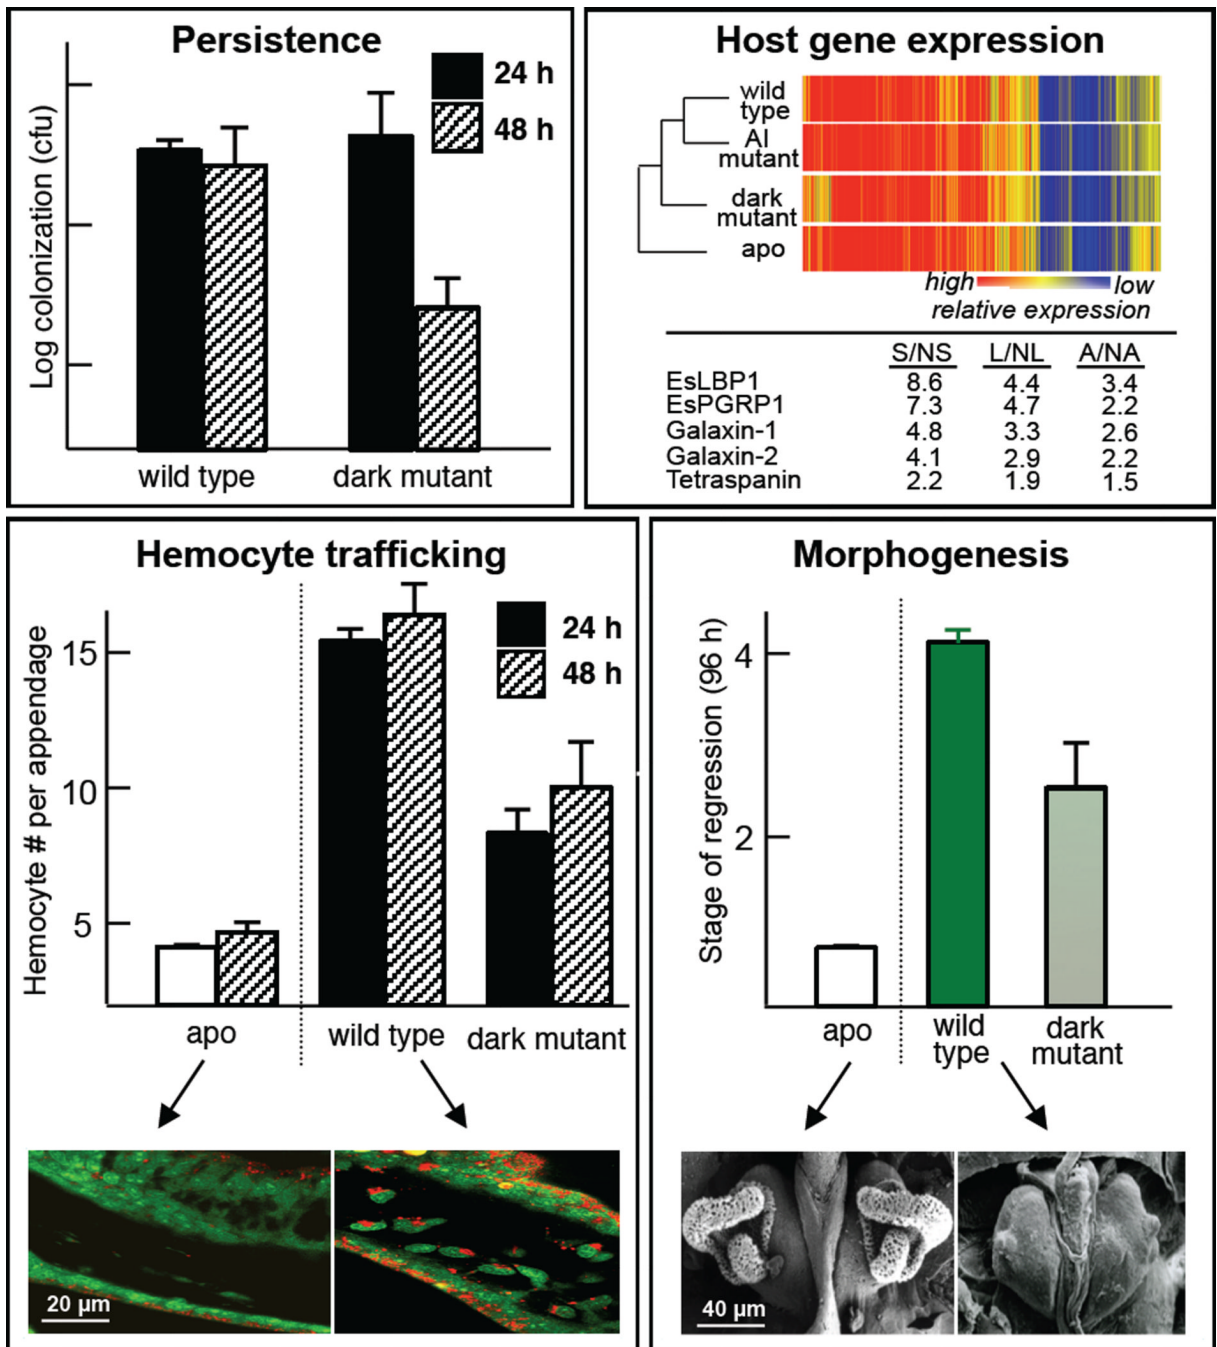 Persistence
24 h
48 h
Log colonization (cfu)
wild type
dark mutant
Host gene expression
wild
type
AI
mutant
dark
mutant
apo
high
low
relative expression
S/NS L/NL A/NA
EsLBP1 8.6 4.4 3.4
EsPGRP1 7.3 4.7 2.2
Galaxin-1 4.8 3.3 2.6
Galaxin-2 4.1 2.9 2.2
Tetraspanin 2.2 1.9 1.5
Hemocyte trafficking
24 h
48 h
Hemocyte # per appendage
15
10
5
apo
wild type
dark mutant
20 µm
Morphogenesis
Stage of regression (96 h)
4
2
apo
wild
type
dark
mutant
40 µm